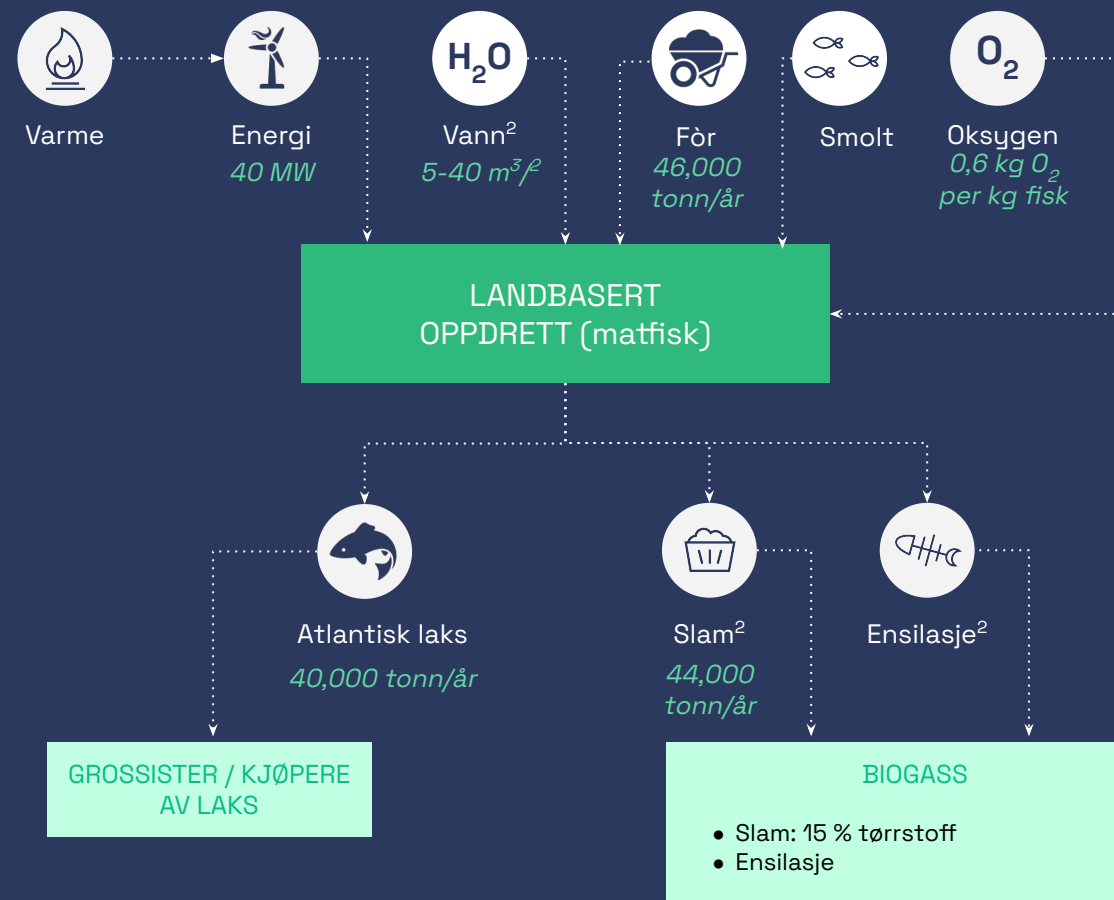 H₂O
O₂
Varme
Energi
Vann²
Fòr
Smolt
Oksygen
40 MW
5-40 m³/²
46,000
tonn/år
0,6 kg O₂
per kg fisk
LANDBASERT
OPPDRETT (matfisk)
Atlantisk laks
40,000 tonn/år
Slam²
44,000
tonn/år
Ensilasje²
GROSSISTER / KJØPERE
AV LAKS
BIOGASS
● Slam: 15 % tørrstoff
● Ensilasje